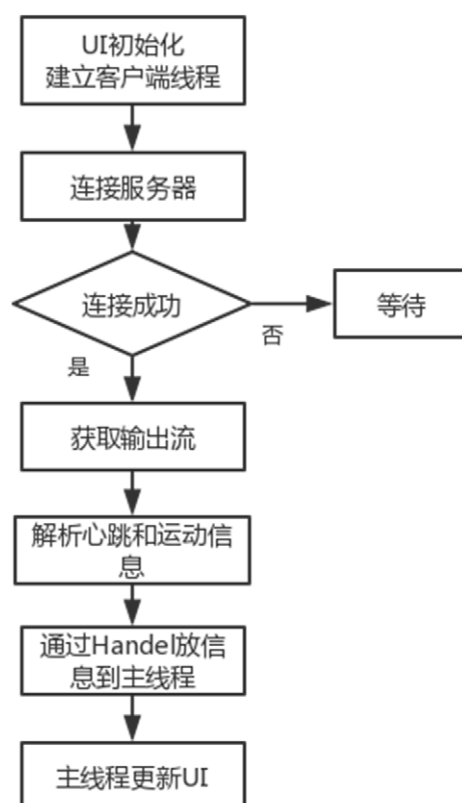 UI初始化
建立客户端线程
连接服务器
连接成功
等待
否
是
获取输出流
解析心跳和运动信
息
通过Handel放信
息到主线程
主线程更新UI